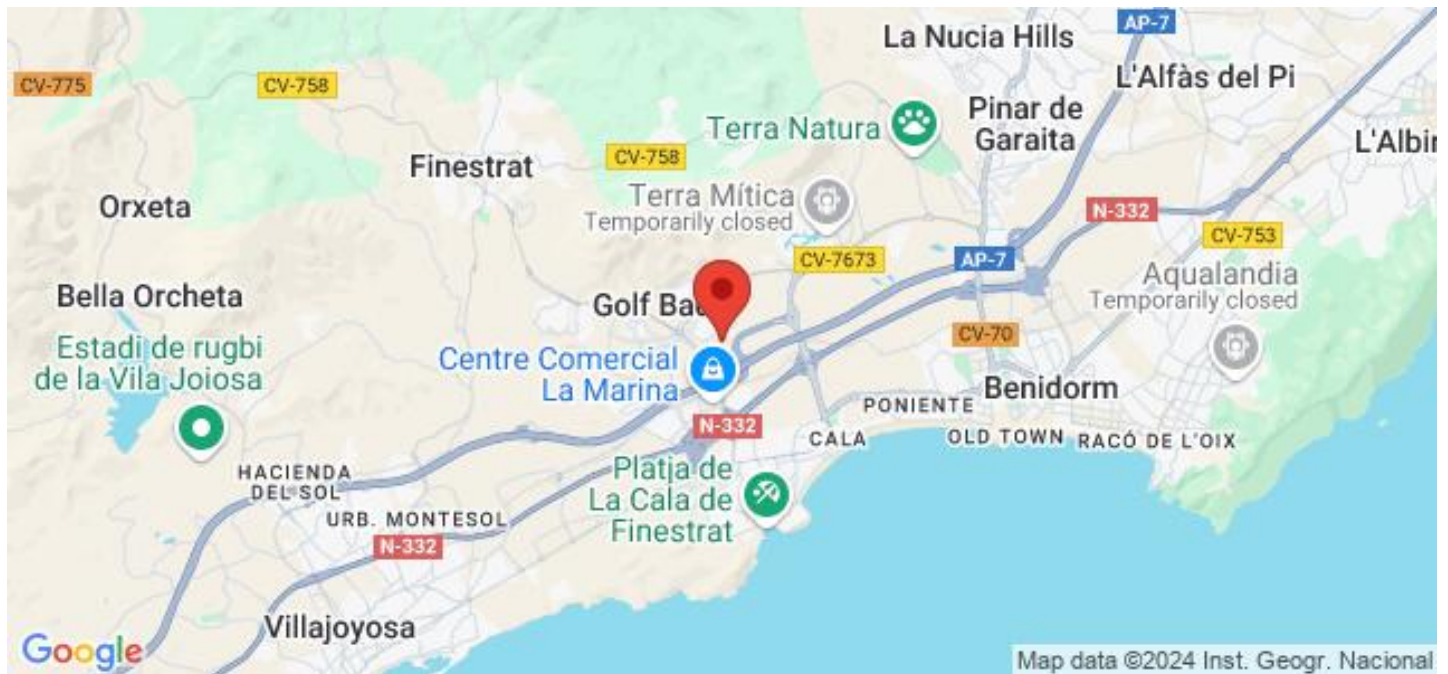 AP-7
La Nucia Hills
L'Alfàs del Pi
CV-775
CV-758
Pinar de
Garaita
Terra Natura
L'Albir
CV-758
Finestrat
Terra Mítica
Temporarily closed
Orxeta
N-332
CV-753
CV-7673
AP-7
Aqualandia
Temporarily closed
Bella Orcheta
Golf
CV-70
Estadi de rugbi
de la Vila Joiosa
Centre Comercial
La Marina
Benidorm
PONIENTE
N-332
CALA
OLD TOWN
RACÓ DE L'OIX
HACIENDA
DEL SOL
Platja de
La Cala de
Finestrat
URB. MONTESOL
N-332
Villajoyosa
Google
Map data ©2024 Inst. Geogr. Nacional